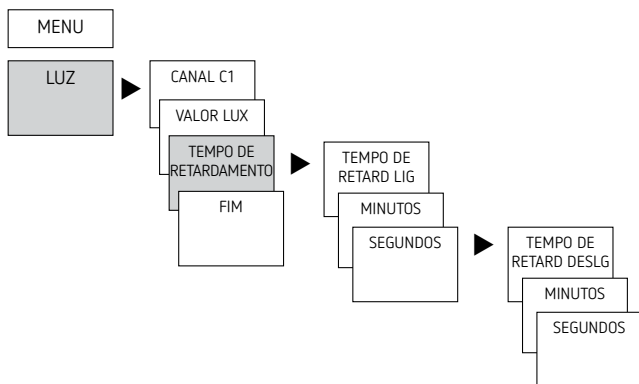 MENU
LUZ
CANAL C1
VALOR LUX
TEMPO DE
RETARDAMENTO
FIM
TEMPO DE
RETARD LIG
MINUTOS
SEGUNDOS
TEMPO DE
RETARD DESLG
MINUTOS
SEGUNDOS